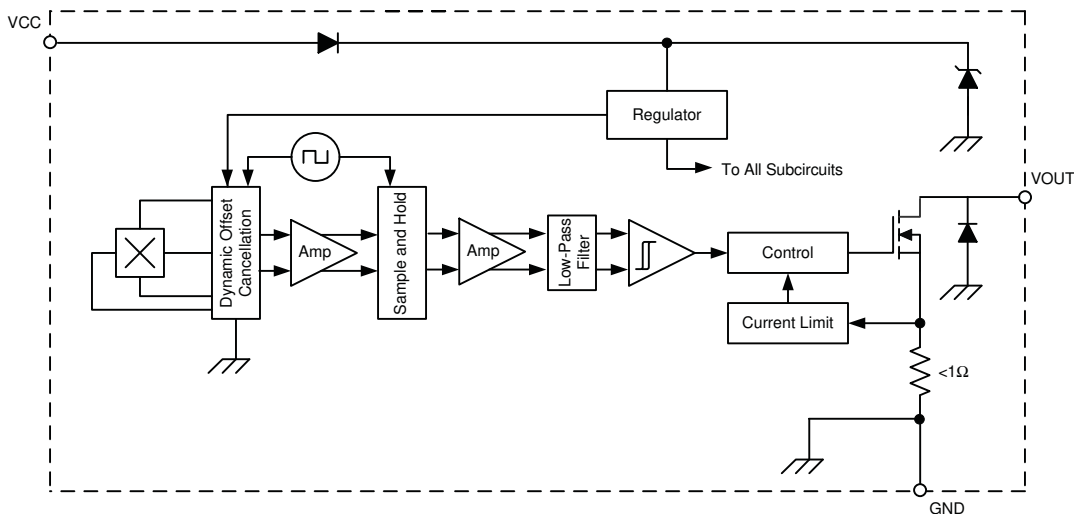 VCC
Regulator
To All Subcircuits
VOUT
Dynamic Offset
Cancellation
Amp
Sample and Hold
Amp
Low-Pass
Filter
Control
Current Limit
<1Ω
GND